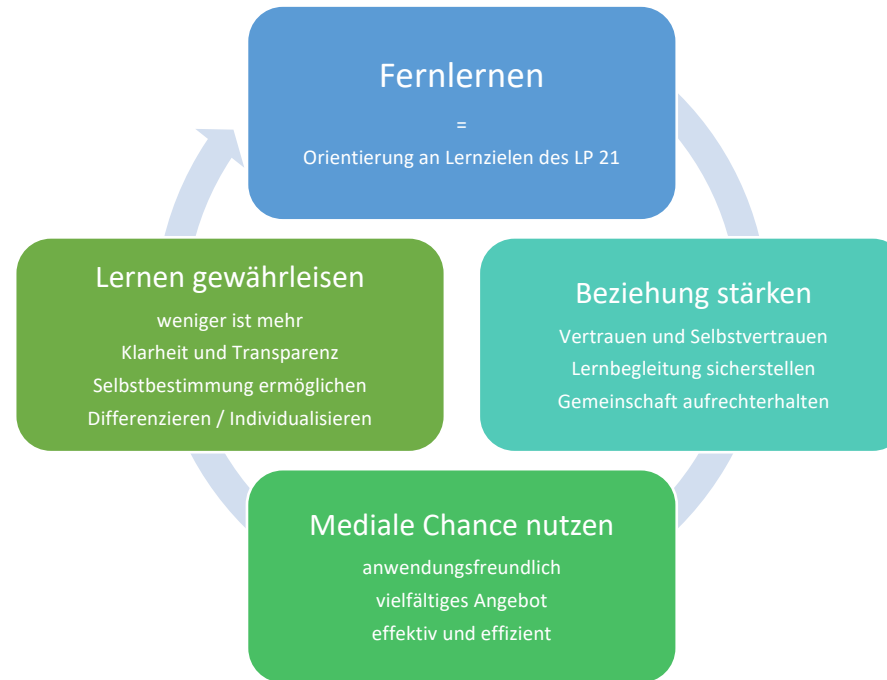 Fernlernen
=
Orientierung an Lernzielen des LP 21
Lernen gewährleisen
weniger ist mehr
Klarheit und Transparenz
Selbstbestimmung ermöglichen
Differenzieren / Individualisieren
Beziehung stärken
Vertrauen und Selbstvertrauen
Lernbegleitung sicherstellen
Gemeinschaft aufrechterhalten
Mediale Chance nutzen
anwendungsfreundlich
vielfältiges Angebot
effektiv und effizient